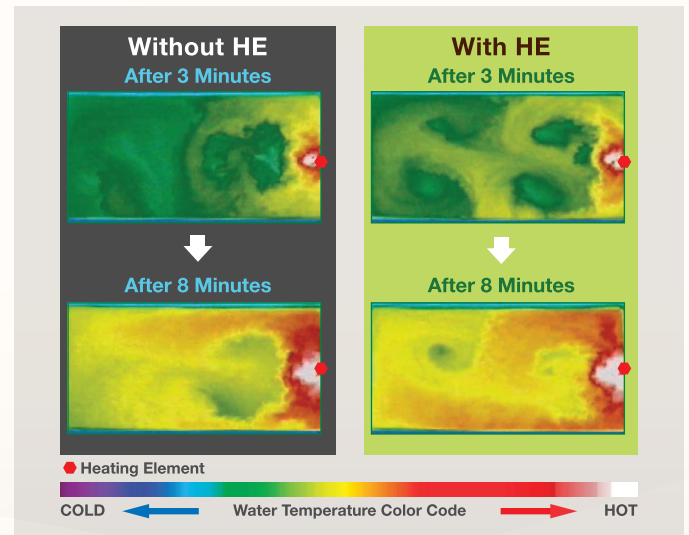 Without HE
After 3 Minutes
After 8 Minutes
With HE
After 3 Minutes
After 8 Minutes
Heating Element
COLD
Water Temperature Color Code
HOT